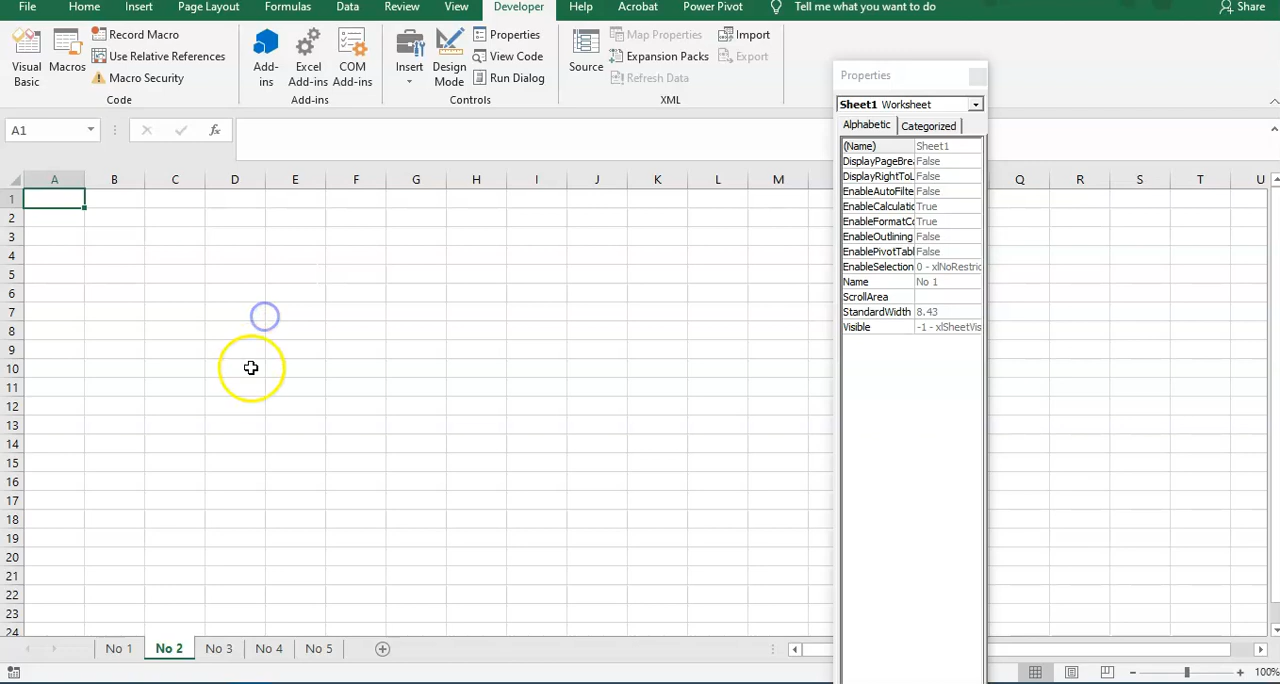 File Home Insert Page Layout Formulas Data Review View Developer Help Acrobat Power Pivot Tell me what you want to do Share
Visual Basic
Macros
Record Macro
Use Relative References
Macro Security
Code
Add-ins
Excel Add-ins
COM Add-ins
Add-ins
Insert
Design Mode
Properties
View Code
Run Dialog
Controls
Source
Map Properties
Expansion Packs
Refresh Data
Import
Export
XML
A1
fx
Properties
Sheet1 Worksheet
Alphabetic Categorized
(Name) Sheet1
DisplayPageBrea False
DisplayRightToL False
EnableAutoFilte False
EnableCalculatio True
EnableFormatCo True
EnableOutlining False
EnablePivotTabl False
EnableSelection 0 - xlNoRestric
Name No 1
ScrollArea
StandardWidth 8.43
Visible -1 - xlSheetVis
A B C D E F G H I J K L M Q R S T U
1
2
3
4
5
6
7
8
9
10
11
12
13
14
15
16
17
18
19
20
21
22
23
24
No 1 No 2 No 3 No 4 No 5
100%